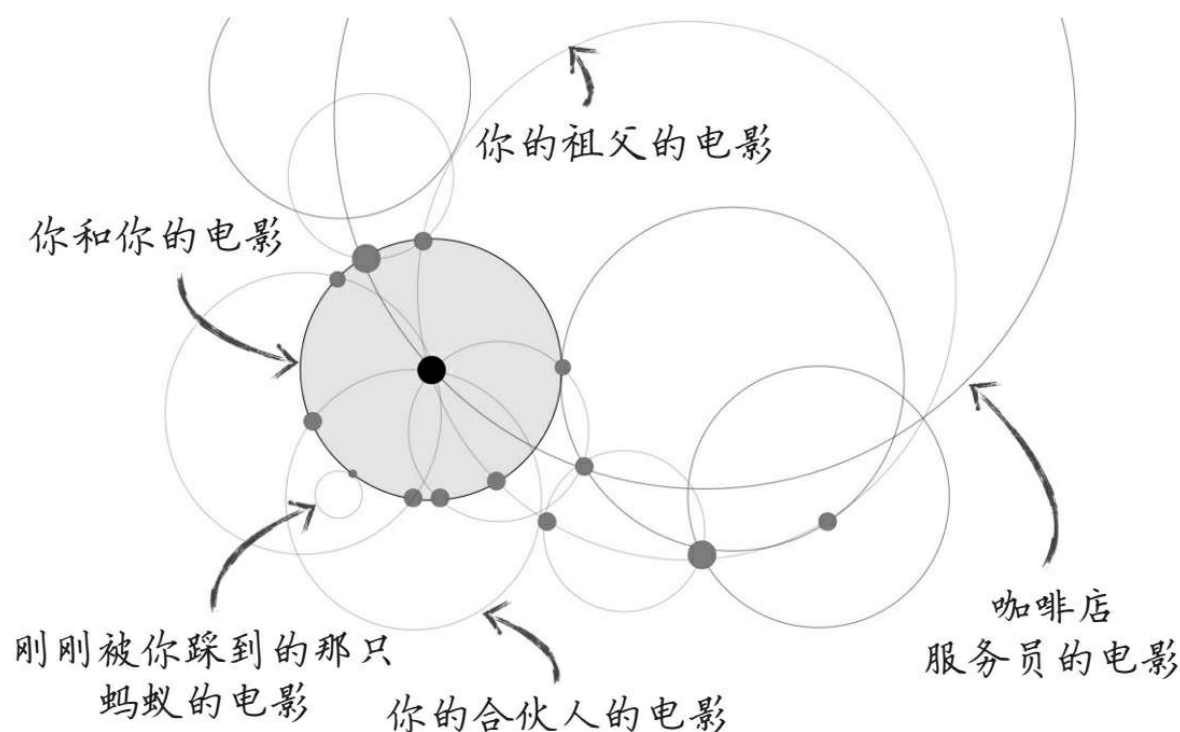 你的祖父的电影
你和你的电影
咖啡店
服务员的电影
刚刚被你踩到的那只
蚂蚁的电影
你的合伙人的电影